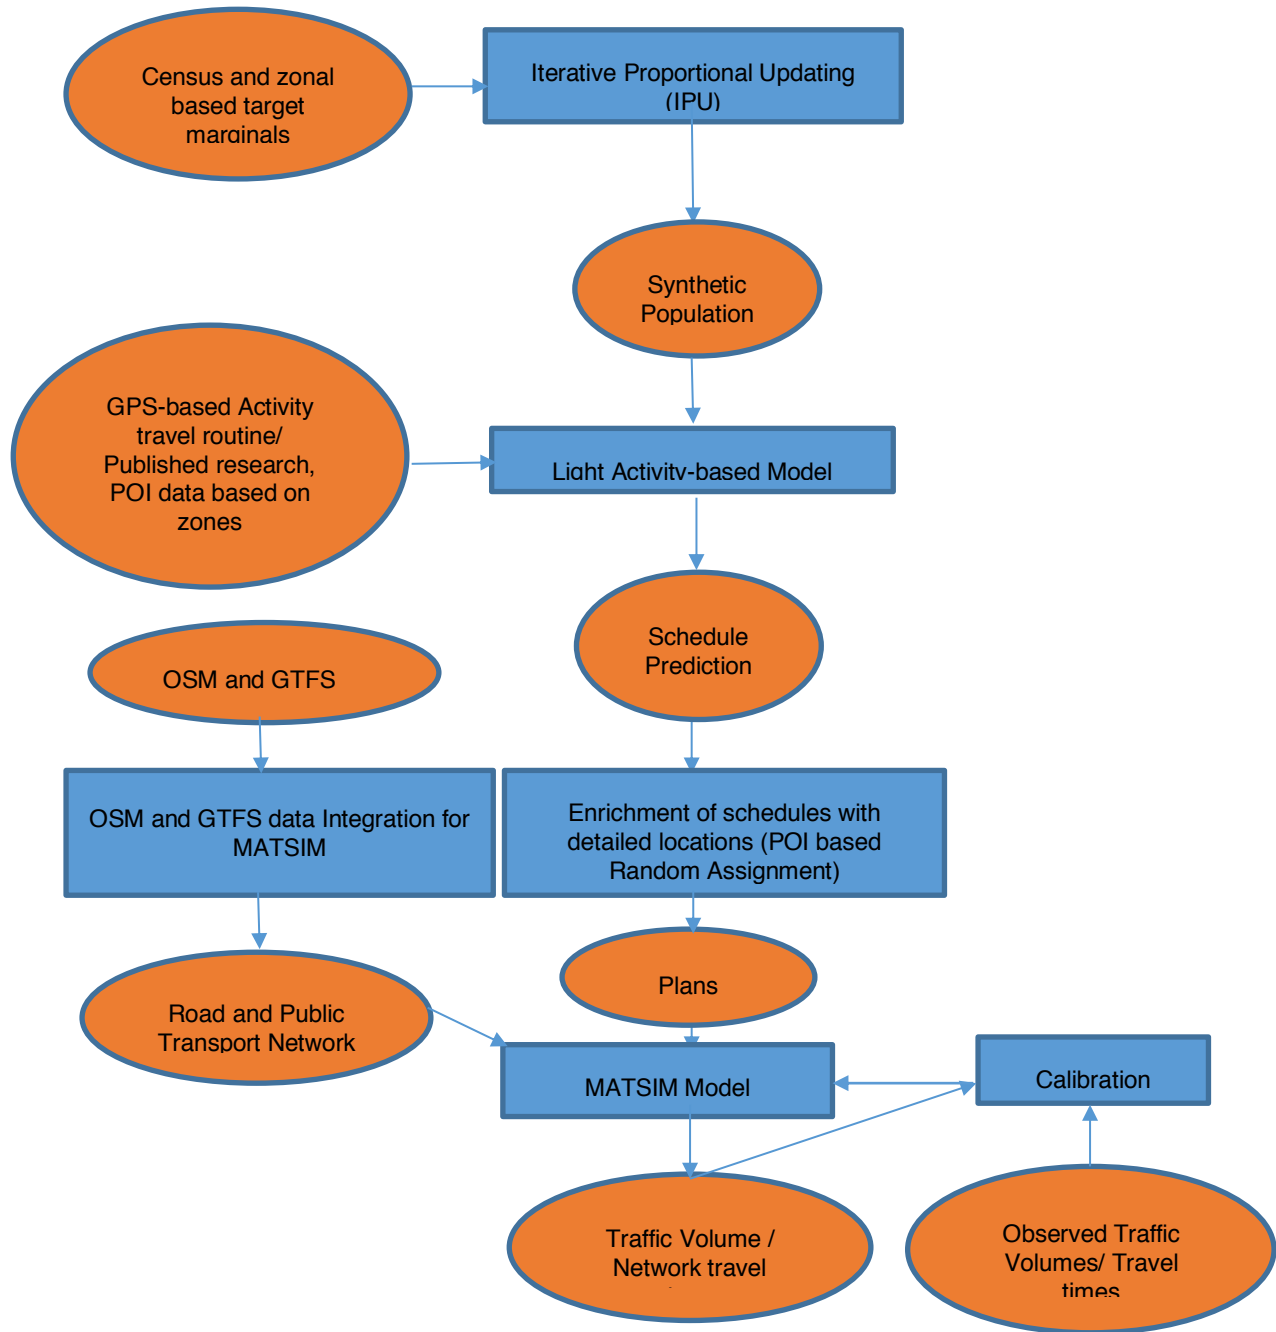 Census and zonal
based target
marginals
Iterative Proportional Updating
(IPU)
Synthetic
Population
GPS-based Activity
travel routine/
Published research,
POI data based on
zones
Light Activity-based Model
Schedule
Prediction
OSM and GTFS
OSM and GTFS data Integration for
MATSIM
Enrichment of schedules with
detailed locations (POI based
Random Assignment)
Road and Public
Transport Network
Plans
MATSIM Model
Calibration
Traffic Volume /
Network travel
Observed Traffic
Volumes/ Travel
times